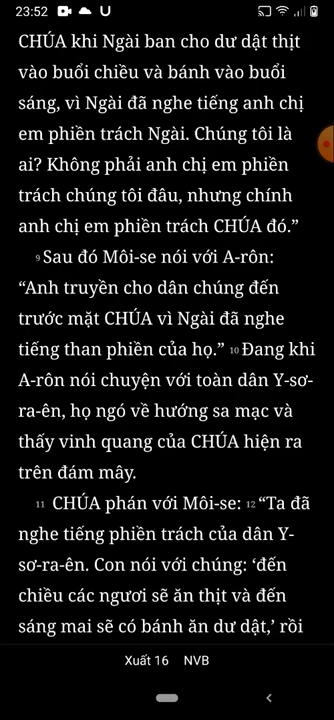 23:52
CHÚA khi Ngài ban cho dư dật thịt
vào buổi chiều và bánh vào buổi
sáng, vì Ngài đã nghe tiếng anh chị
em phiền trách Ngài. Chúng tôi là
ai? Không phải anh chị em phiền
trách chúng tôi đâu, nhưng chính
anh chị em phiền trách CHÚA đó.”
9 Sau đó Môi-se nói với A-rôn:
“Anh truyền cho dân chúng đến
trước mặt CHÚA vì Ngài đã nghe
tiếng than phiền của họ.” 10 Đang khi
A-rôn nói chuyện với toàn dân Y-sơ-
ra-ên, họ ngó về hướng sa mạc và
thấy vinh quang của CHÚA hiện ra
trên đám mây.
11 CHÚA phán với Môi-se: 12 “Ta đã
nghe tiếng phiền trách của dân Y-
sơ-ra-ên. Con nói với chúng: ‘đến
chiều các ngươi sẽ ăn thịt và đến
sáng mai sẽ có bánh ăn dư dật,’ rồi
Xuất 16 NVB